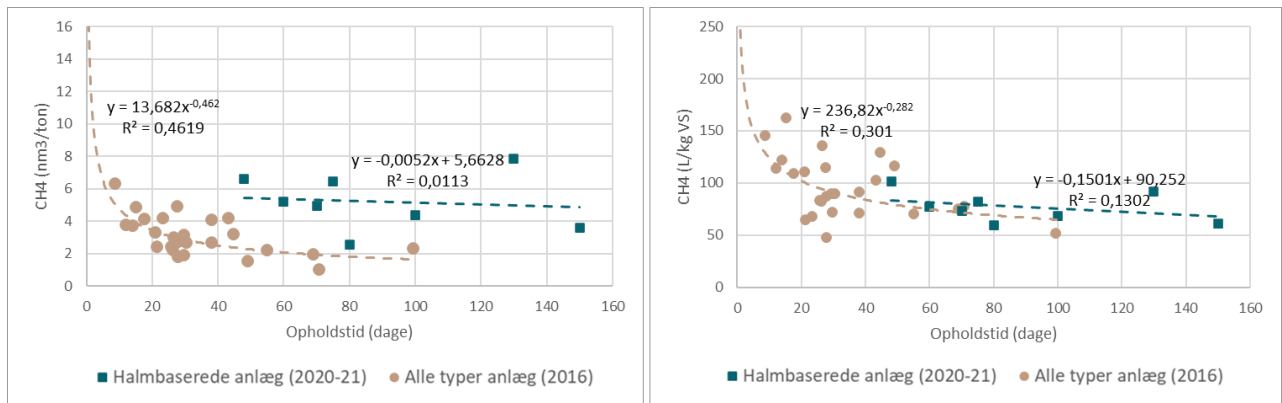 CH4 (nm3/ton)
16
14
12
10
8
6
4
2
0
y = 13,682x-0,462
R² = 0,4619
y = -0,0052x + 5,6628
R² = 0,0113
0 20 40 60 80 100 120 140 160
Opholdstid (dage)
Halmbaserede anlæg (2020-21) Alle typer anlæg (2016)
CH4 (L/kg VS)
250
200
150
100
50
0
y = 236,82x-0,282
R² = 0,301
y = -0,1501x + 90,252
R² = 0,1302
0 20 40 60 80 100 120 140 160
Opholdstid (dage)
Halmbaserede anlæg (2020-21) Alle typer anlæg (2016)